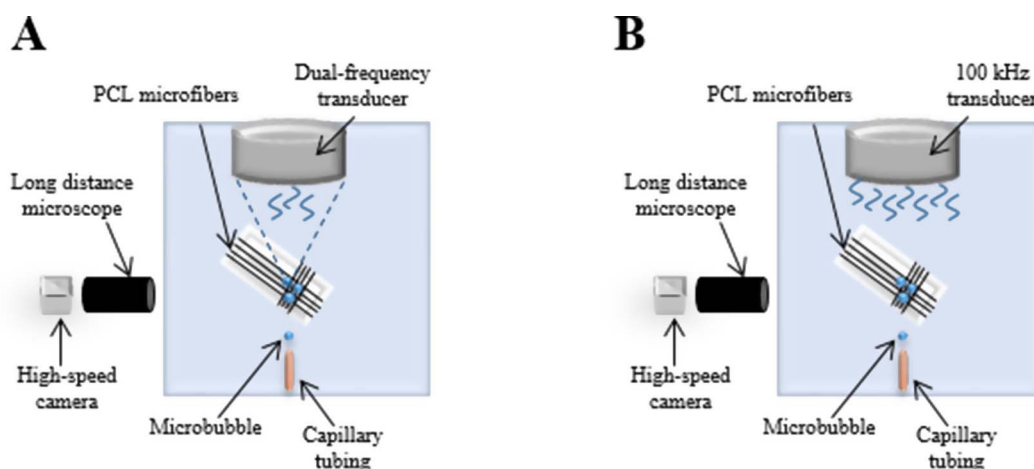 A
Dual-frequency
transducer
PCL microfibers
Long distance
microscope
High-speed
camera
Microbubble
Capillary
tubing
B
100 kHz
transducer
PCL microfibers
Long distance
microscope
High-speed
camera
Microbubble
Capillary
tubing